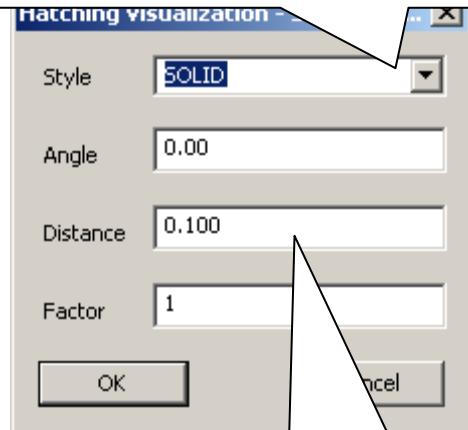 Hatching Visualization -
Style SOLID
Angle 0.00
Distance 0.100
Factor 1
OK ncel